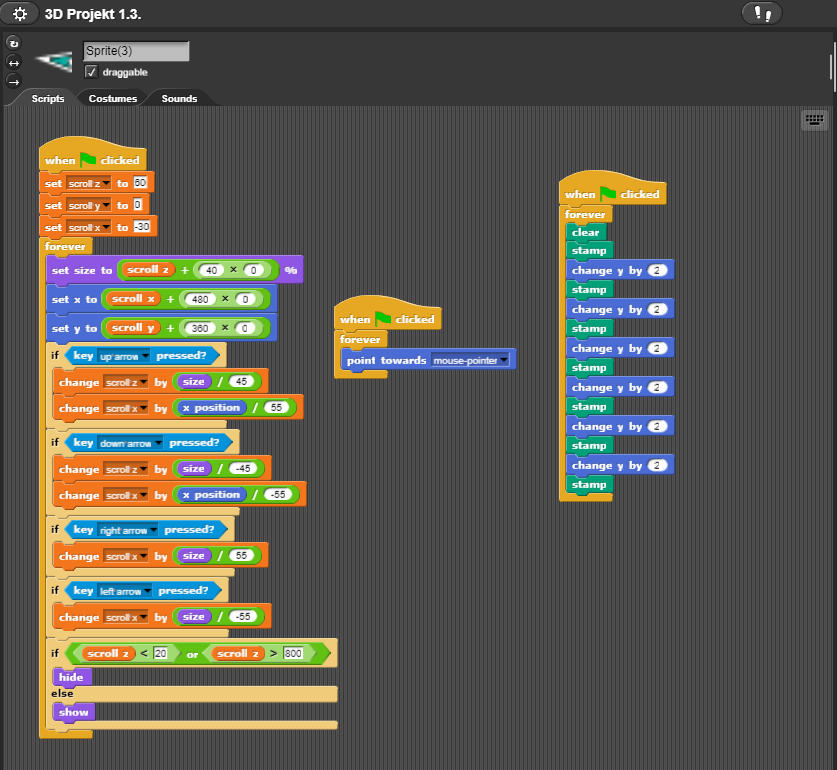 3D Projekt 1.3.
Sprite(3)
draggable
Scripts Costumes Sounds
when clicked
set scroll z to 60
set scroll y to 0
set scroll x to -30
forever
set size to scroll z + 40 × 0 %
set x to scroll x + 480 × 0
set y to scroll y + 360 × 0
if key up arrow pressed?
change scroll z by size / 45
change scroll x by x position / 55
if key down arrow pressed?
change scroll z by size / -45
change scroll x by x position / -55
if key right arrow pressed?
change scroll x by size / 55
if key left arrow pressed?
change scroll x by size / -55
if scroll z < 20 or scroll z > 800
hide
else
show
when clicked
forever
point towards mouse-pointer
when clicked
forever
clear
stamp
change y by 2
stamp
change y by 2
stamp
change y by 2
stamp
change y by 2
stamp
change y by 2
stamp
change y by 2
stamp